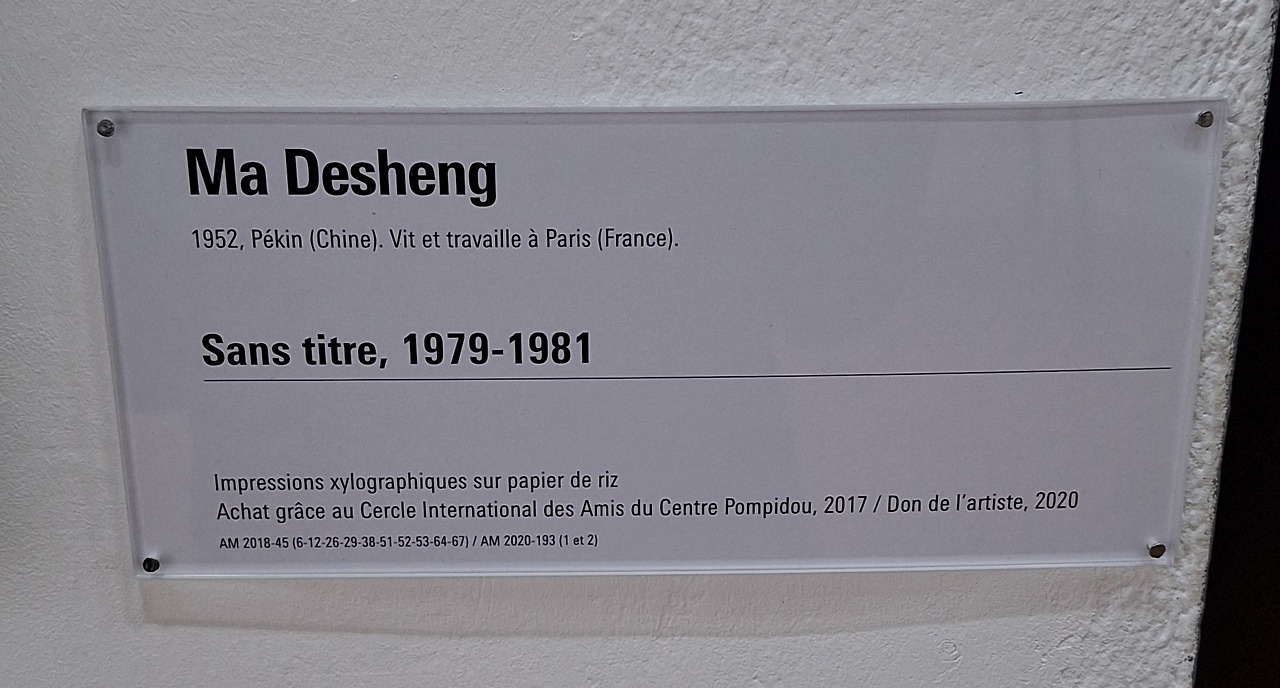 Ma Desheng
1952, Pékin (Chine). Vit et travaille à Paris (France).
Sans titre, 1979-1981
Impressions xylographiques sur papier de riz
Achat grâce au Cercle International des Amis du Centre Pompidou, 2017 / Don de l'artiste, 2020
AM 2018-45 (6-12-26-29-38-51-52-53-64-67) / AM 2020-193 (1 et 2)